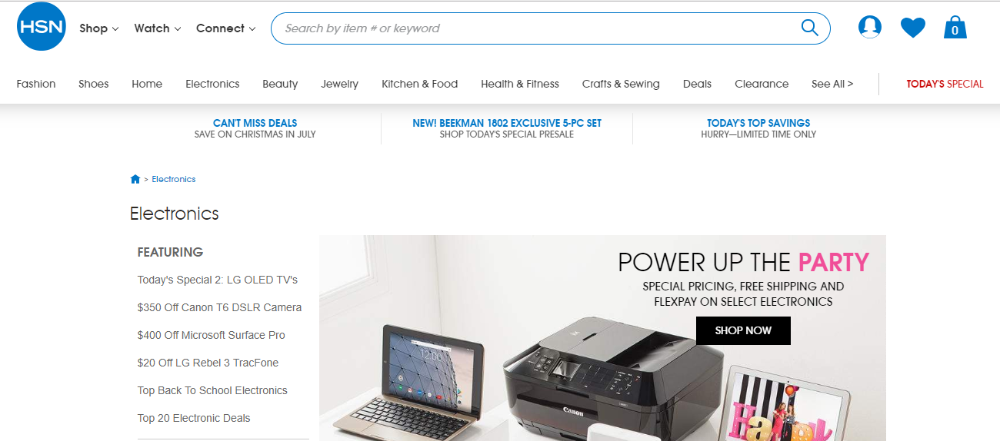 HSN
Shop
Watch
Connect
Search by item # or keyword
0
Fashion
Shoes
Home
Electronics
Beauty
Jewelry
Kitchen & Food
Health & Fitness
Crafts & Sewing
Deals
Clearance
See All >
TODAY'S SPECIAL
CAN'T MISS DEALS
SAVE ON CHRISTMAS IN JULY
NEW! BEEKMAN 1802 EXCLUSIVE 5-PC SET
SHOP TODAY'S SPECIAL PRESALE
TODAY'S TOP SAVINGS
HURRY—LIMITED TIME ONLY
> Electronics
Electronics
FEATURING
Today's Special 2: LG OLED TV's
$350 Off Canon T6 DSLR Camera
$400 Off Microsoft Surface Pro
$20 Off LG Rebel 3 TracFone
Top Back To School Electronics
Top 20 Electronic Deals
POWER UP THE PARTY
SPECIAL PRICING, FREE SHIPPING AND
FLEXPAY ON SELECT ELECTRONICS
SHOP NOW
12:00
Canon